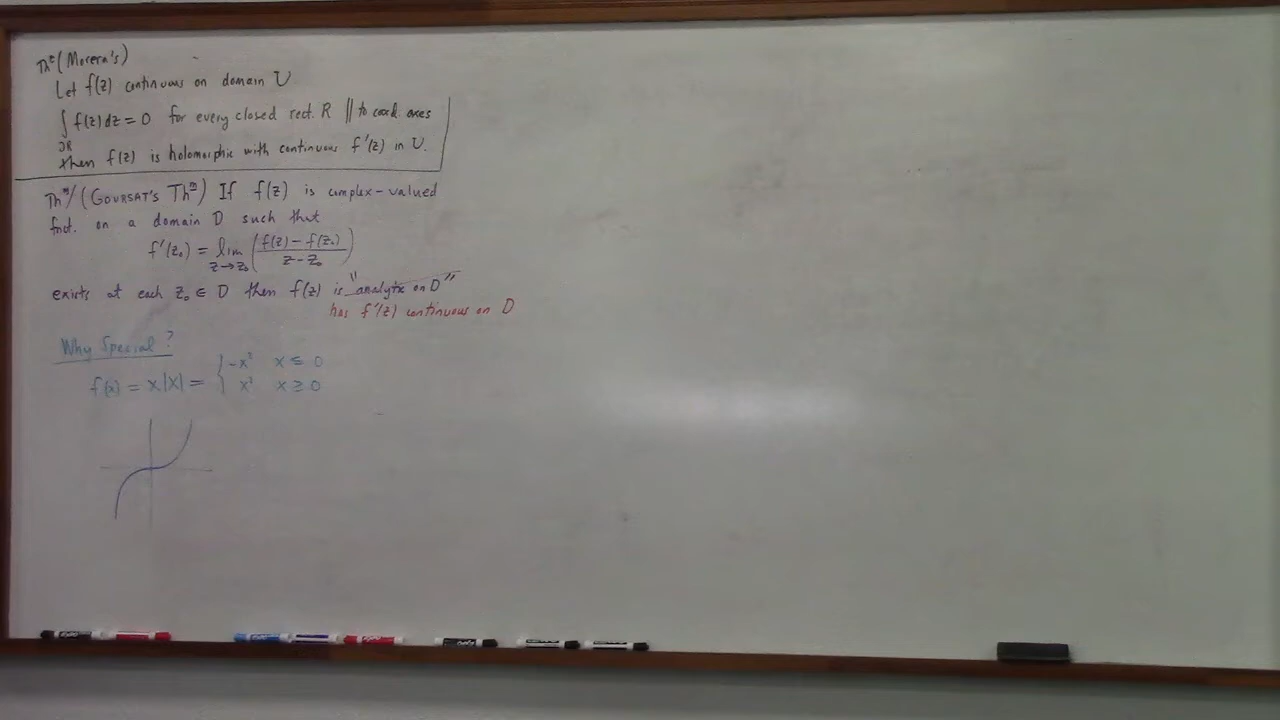 Thm (Morera's)
Let f(z) continuous on domain U
∫ f(z)dz = 0 for every closed rect. R || to coord. axes
∂R
then f(z) is holomorphic with continuous f'(z) in U.
Thm/ (GOURSAT'S Thm) If f(z) is complex-valued
fnct. on a domain D such that
f'(z₀) = lim z→z₀ ( f(z) - f(z₀) / z - z₀ )
exists at each z₀ ∈ D then f(z) is "analytic on D"
has f'(z) continuous on D
Why Special?
f(x) = x|x| = { -x² x ≤ 0
x² x ≥ 0